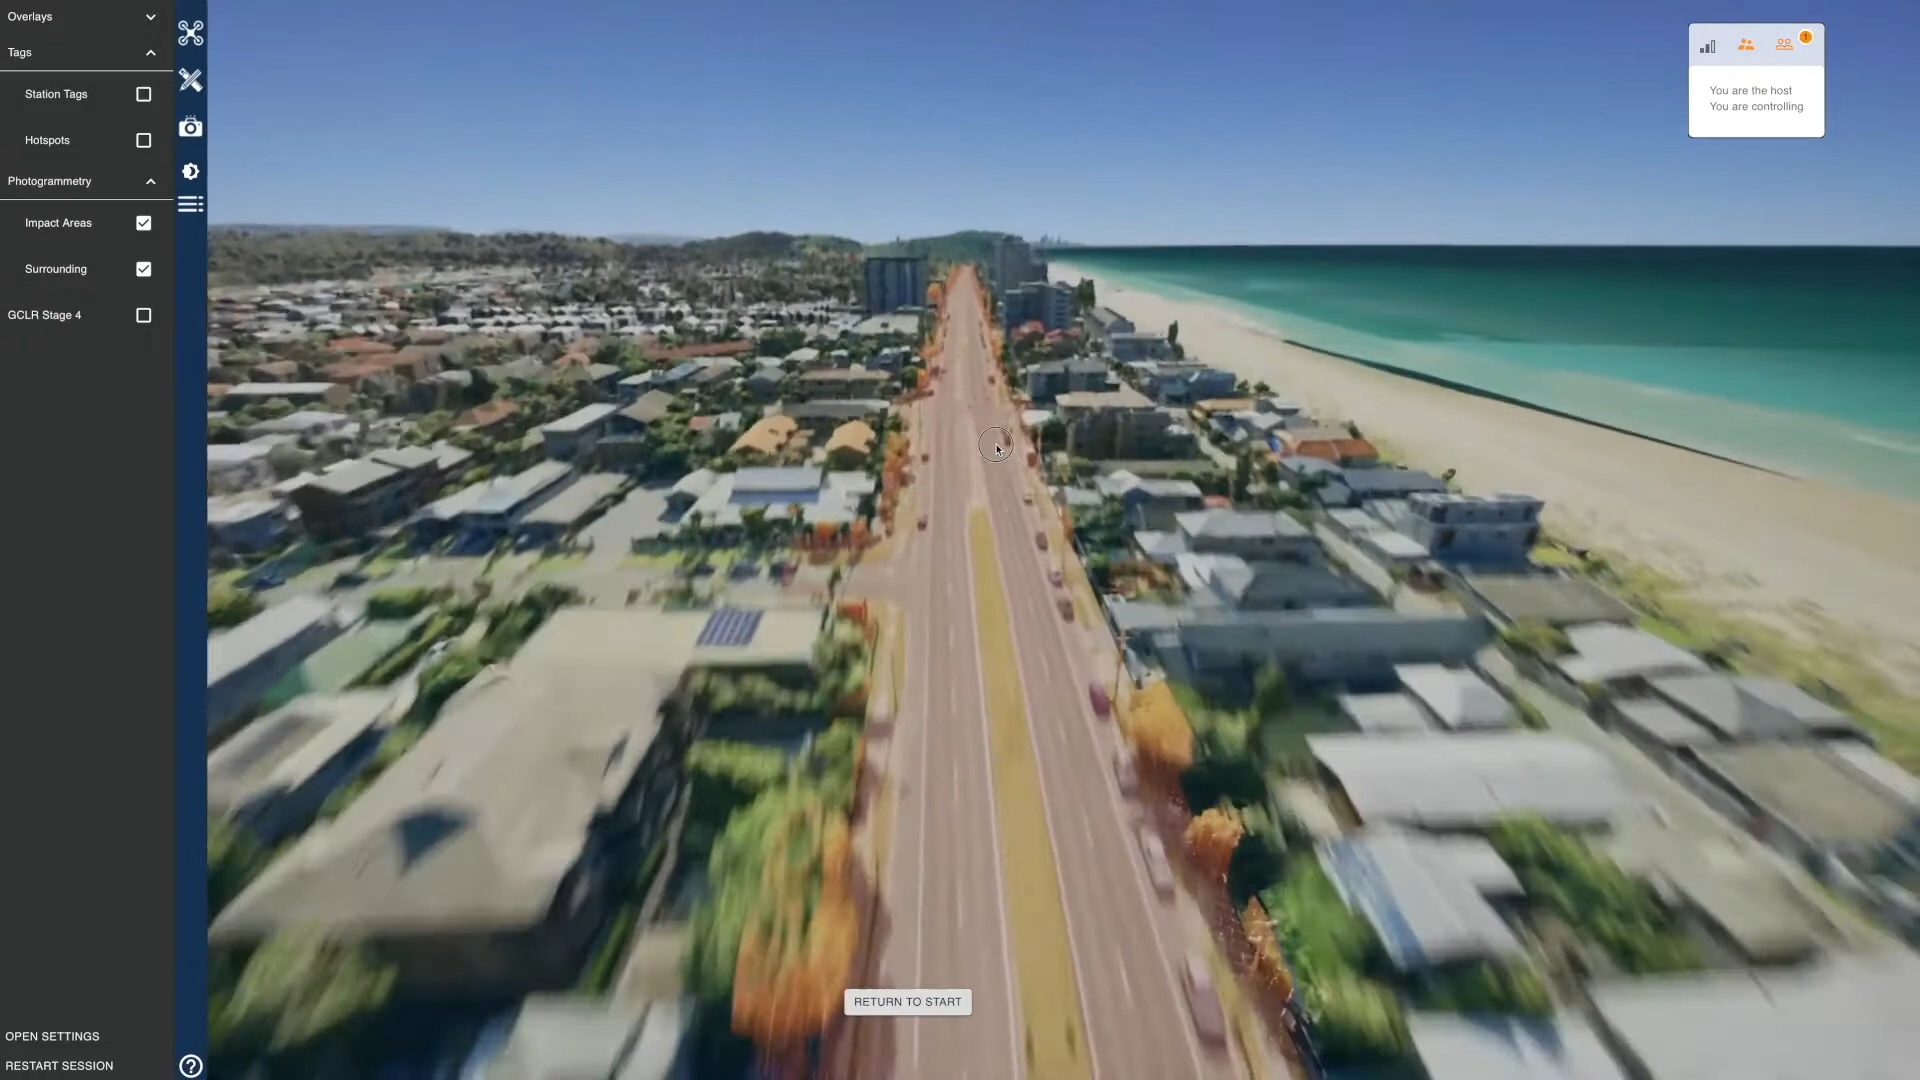 Overlays
Tags
Station Tags
Hotspots
Photogrammetry
Impact Areas
Surrounding
GCLR Stage 4
OPEN SETTINGS
RESTART SESSION
1
You are the host
You are controlling
RETURN TO START